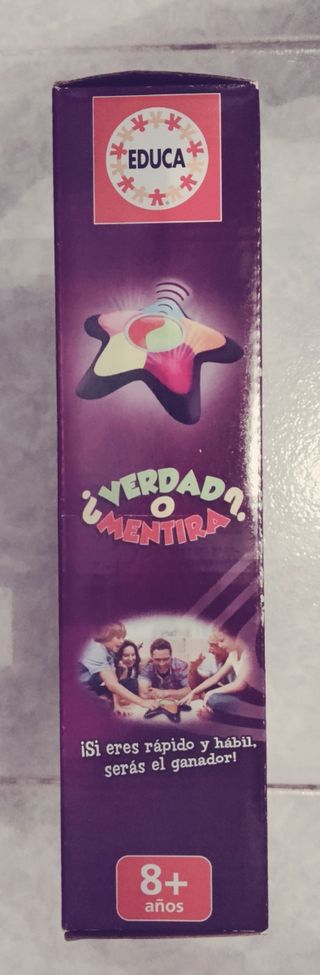 EDUCA
¿VERDAD
O
MENTIRA?
¡Si eres rápido y hábil,
serás el ganador!
8+
años